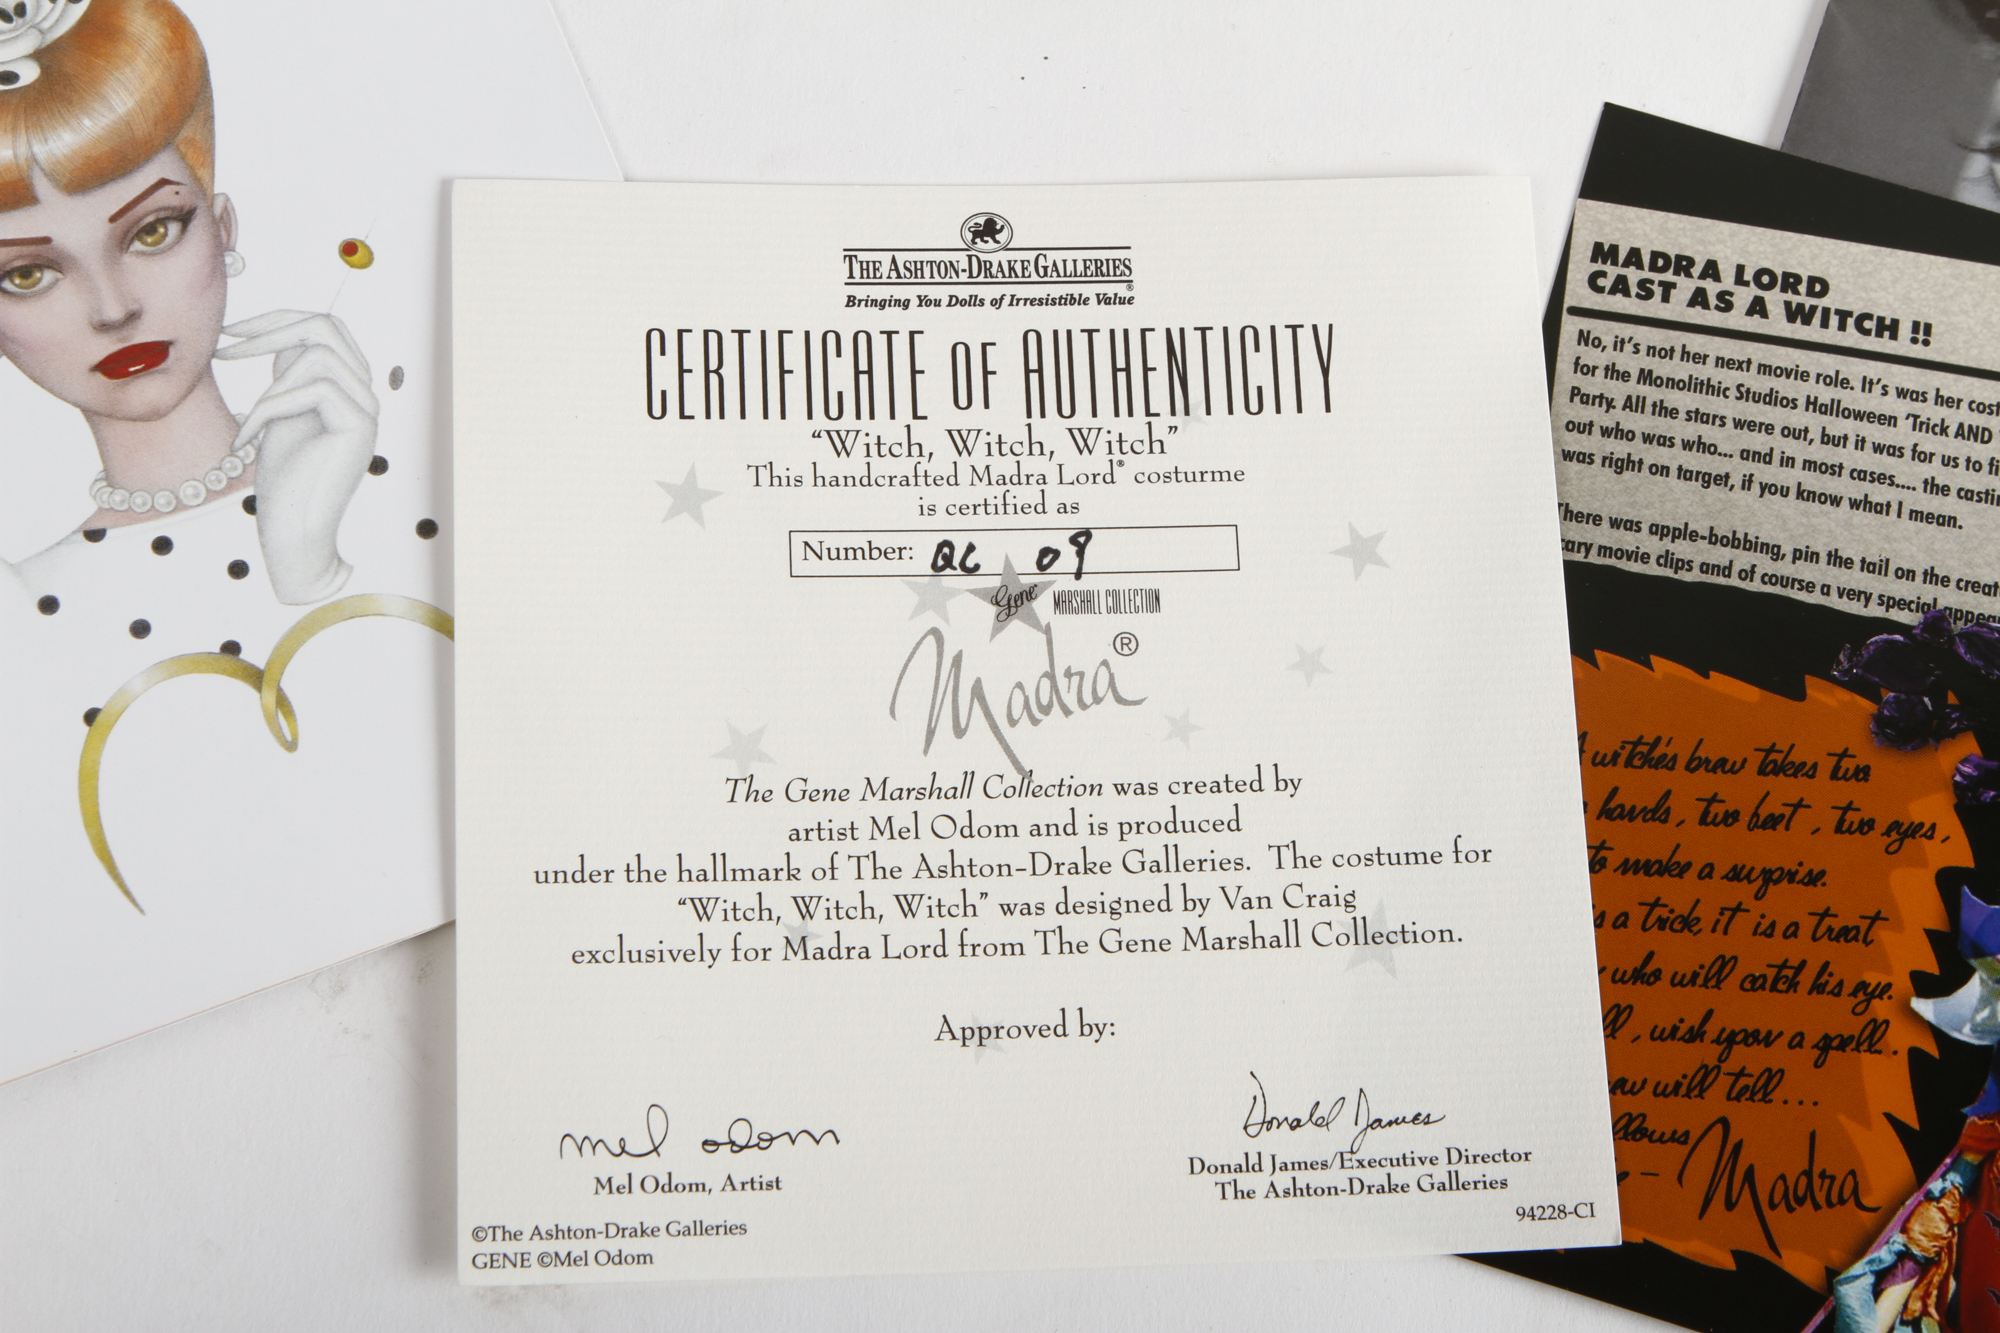 THE ASHTON-DRAKE GALLERIES®
Bringing You Dolls of Irresistible Value
CERTIFICATE OF AUTHENTICITY
“Witch, Witch, Witch”
This handcrafted Madra Lord® costurme
is certified as
Number: QC 09
Gene MARSHALL COLLECTION
Madra®
The Gene Marshall Collection was created by
artist Mel Odom and is produced
under the hallmark of The Ashton-Drake Galleries. The costume for
“Witch, Witch, Witch” was designed by Van Craig
exclusively for Madra Lord from The Gene Marshall Collection.
Approved by:
mel odom
Mel Odom, Artist
Donald James
Donald James/Executive Director
The Ashton-Drake Galleries
94228-CI
©The Ashton-Drake Galleries
GENE ©Mel Odom
MADRA LORD
CAST AS A WITCH !!
No, it's not her next movie role. It's was her cost
for the Monolithic Studios Halloween ‘Trick AND
Party. All the stars were out, but it was for us to fi
out who was who... and in most cases.... the castin
was right on target, if you know what I mean.
There was apple-bobbing, pin the tail on the creat
cary movie clips and of course a very special appea
A witch's brew takes two
hands, two feet, two eyes,
to make a surprise.
s a trick, it is a treat
who will catch his eye.
ll, wish upon a spell.
will tell...
llows
– Madra